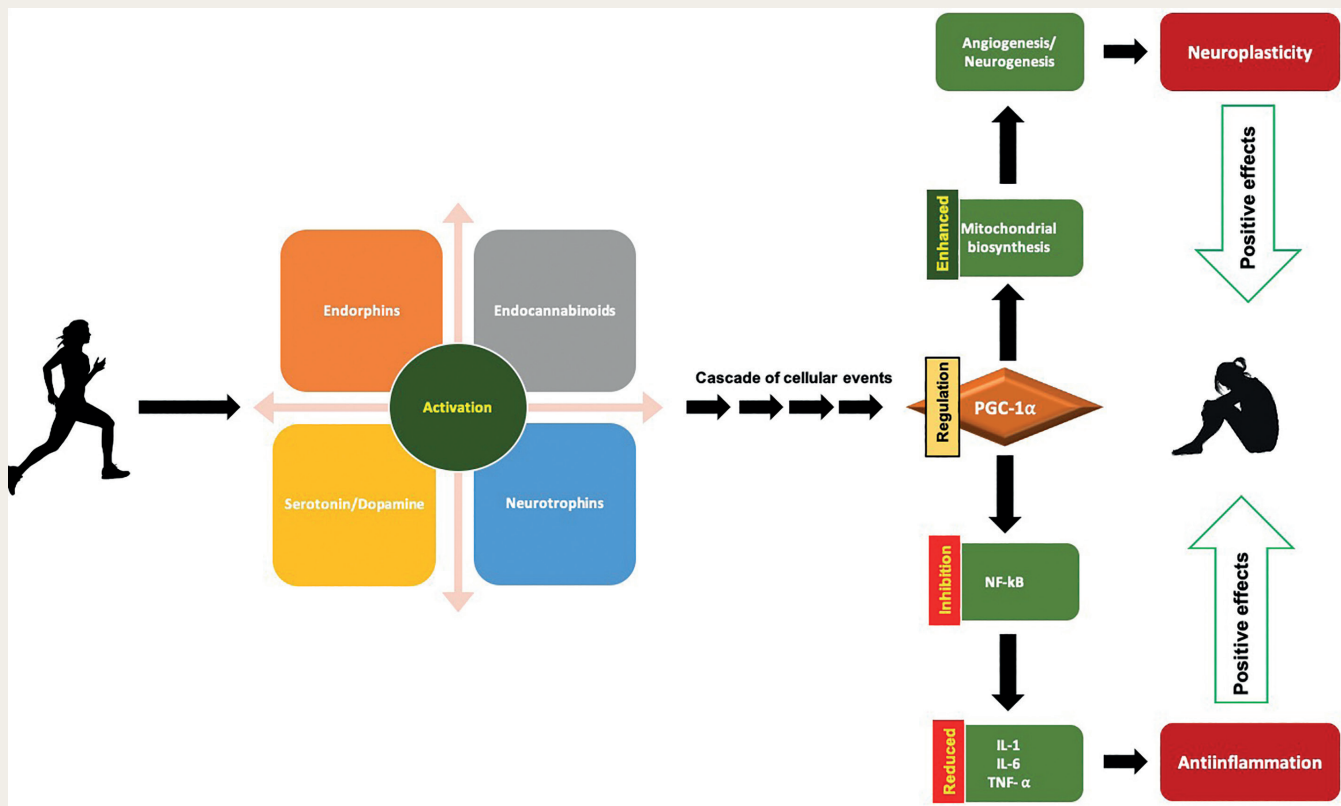 Angiogenesis/
Neurogenesis
Neuroplasticity
Positive effects
Enhanced
Mitochondrial
biosynthesis
Endorphins
Endocannabinoids
Activation
Serotonin/Dopamine
Neurotrophins
Cascade of cellular events
Regulation
PGC-1α
Inhibition
NF-kB
Positive effects
Reduced
IL-1
IL-6
TNF- α
Antiinflammation